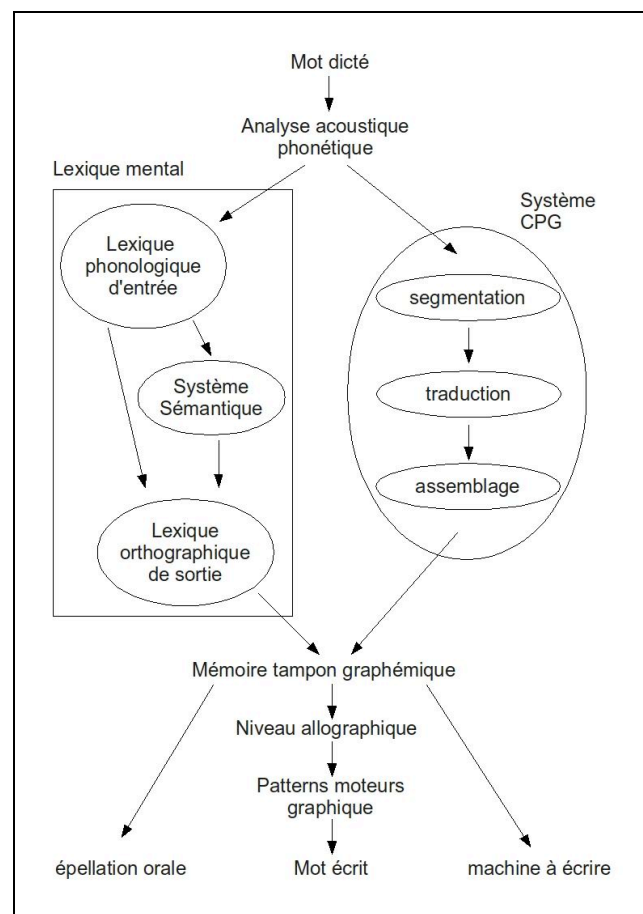 Mot dicté
Analyse acoustique
phonétique
Lexique mental
Lexique
phonologique
d'entrée
Système
Sémantique
Lexique
orthographique
de sortie
Système
CPG
segmentation
traduction
assemblage
Mémoire tampon graphémique
Niveau allographique
Patterns moteurs
graphique
épellation orale
Mot écrit
machine à écrire